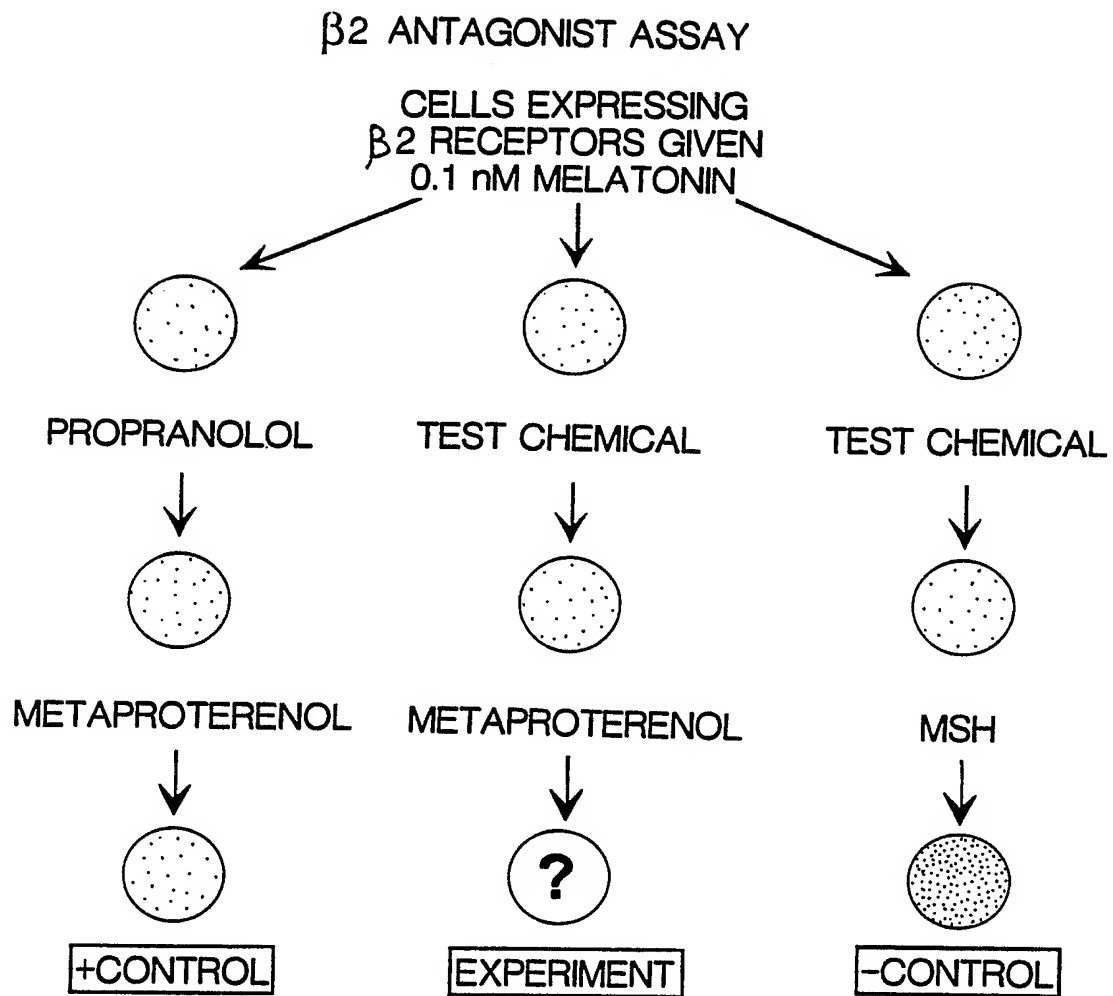 β2 ANTAGONIST ASSAY
CELLS EXPRESSING
β2 RECEPTORS GIVEN
0.1 nM MELATONIN
PROPRANOLOL
TEST CHEMICAL
TEST CHEMICAL
METAPROTERENOL
METAPROTERENOL
MSH
?
+CONTROL
EXPERIMENT
-CONTROL